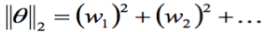 ‖θ‖₂ = (w₁)² + (w₂)² + …